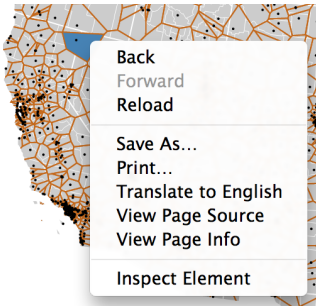 Back
Forward
Reload
Save As...
Print...
Translate to English
View Page Source
View Page Info
Inspect Element